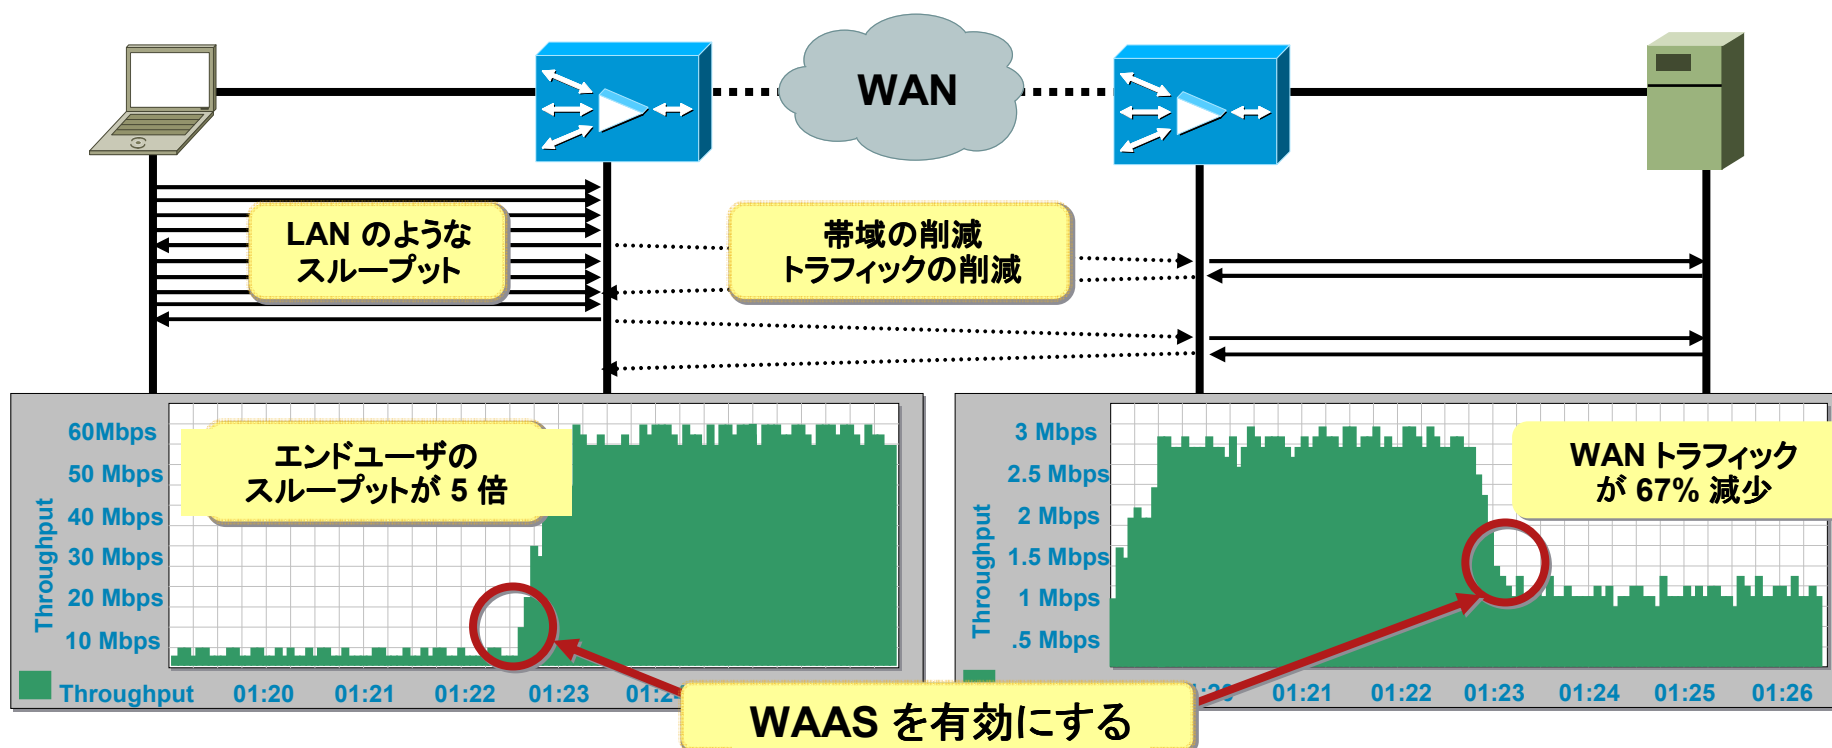 WAN
LAN のような
スループット
帯域の削減
トラフィックの削減
60Mbps
50 Mbps
40 Mbps
30 Mbps
20 Mbps
10 Mbps
Throughput
エンドユーザの
スループットが 5 倍
Throughput
01:20
01:21
01:22
01:23
3 Mbps
2.5 Mbps
2 Mbps
1.5 Mbps
1 Mbps
.5 Mbps
Throughput
WAN トラフィック
が 67% 減少
01:21
01:22
01:23
01:24
01:25
01:26
WAAS を有効にする